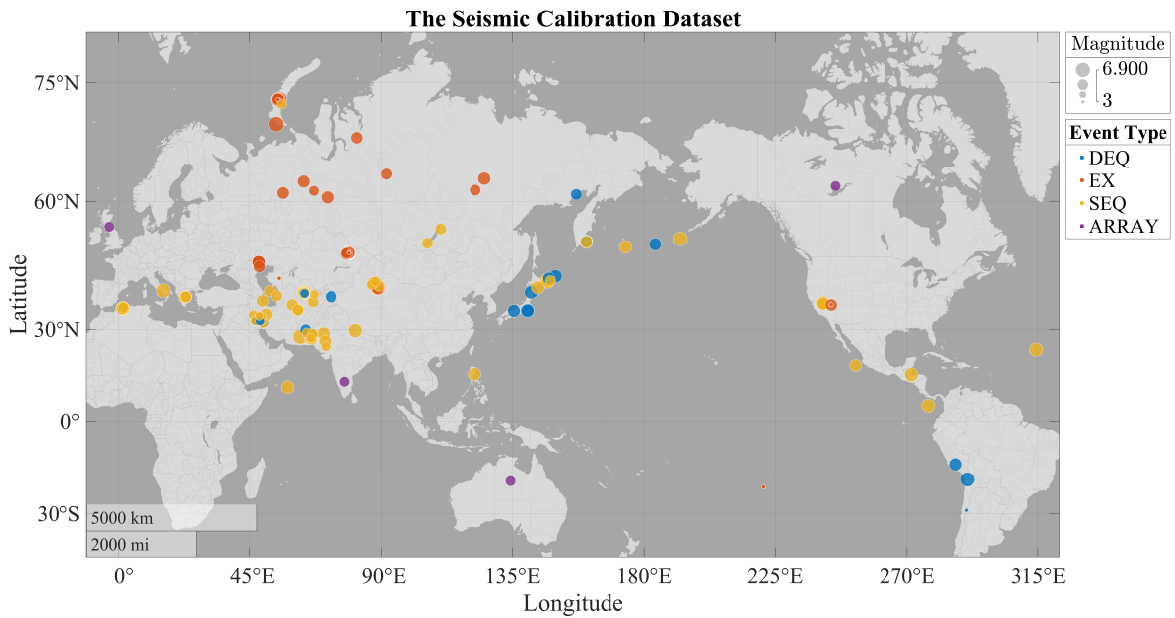 The Seismic Calibration Dataset
Magnitude
6.900
3
Event Type
DEQ
EX
SEQ
ARRAY
Latitude
75°N
60°N
30°N
0°
30°S
5000 km
2000 mi
0° 45°E 90°E 135°E 180°E 225°E 270°E 315°E
Longitude